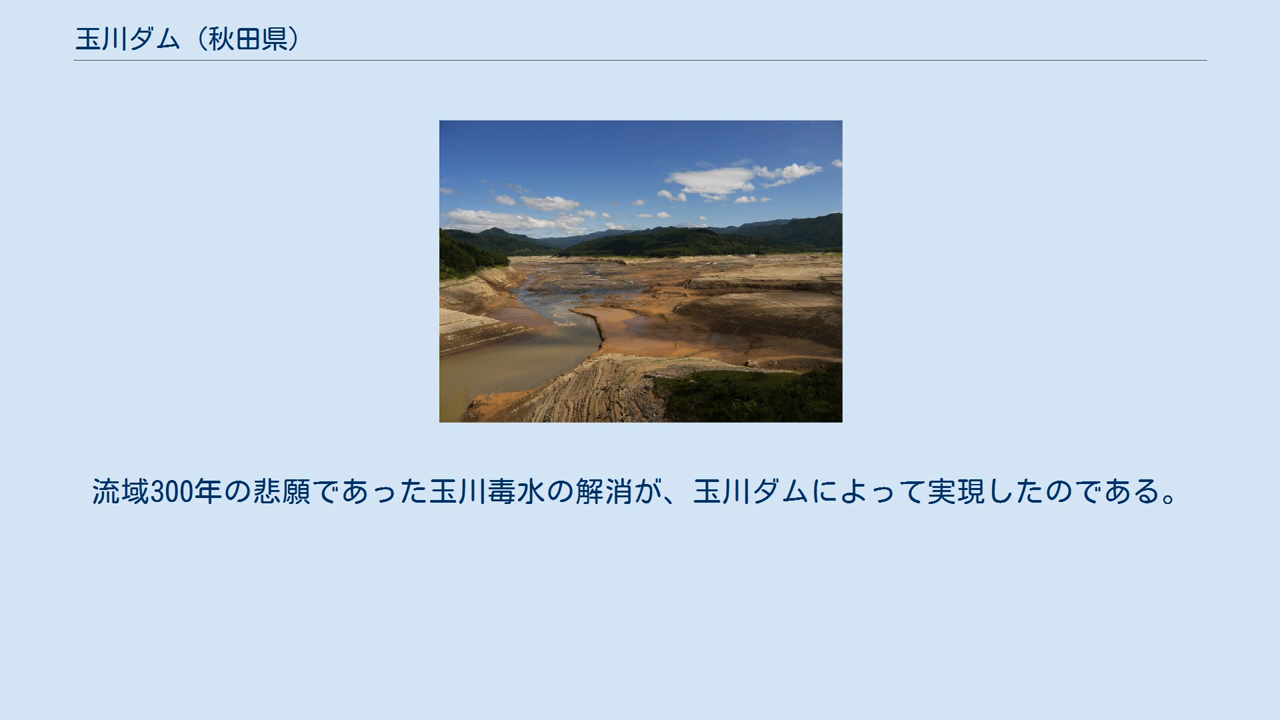 玉川ダム（秋田県）
流域300年の悲願であった玉川毒水の解消が、玉川ダムによって実現したのである。